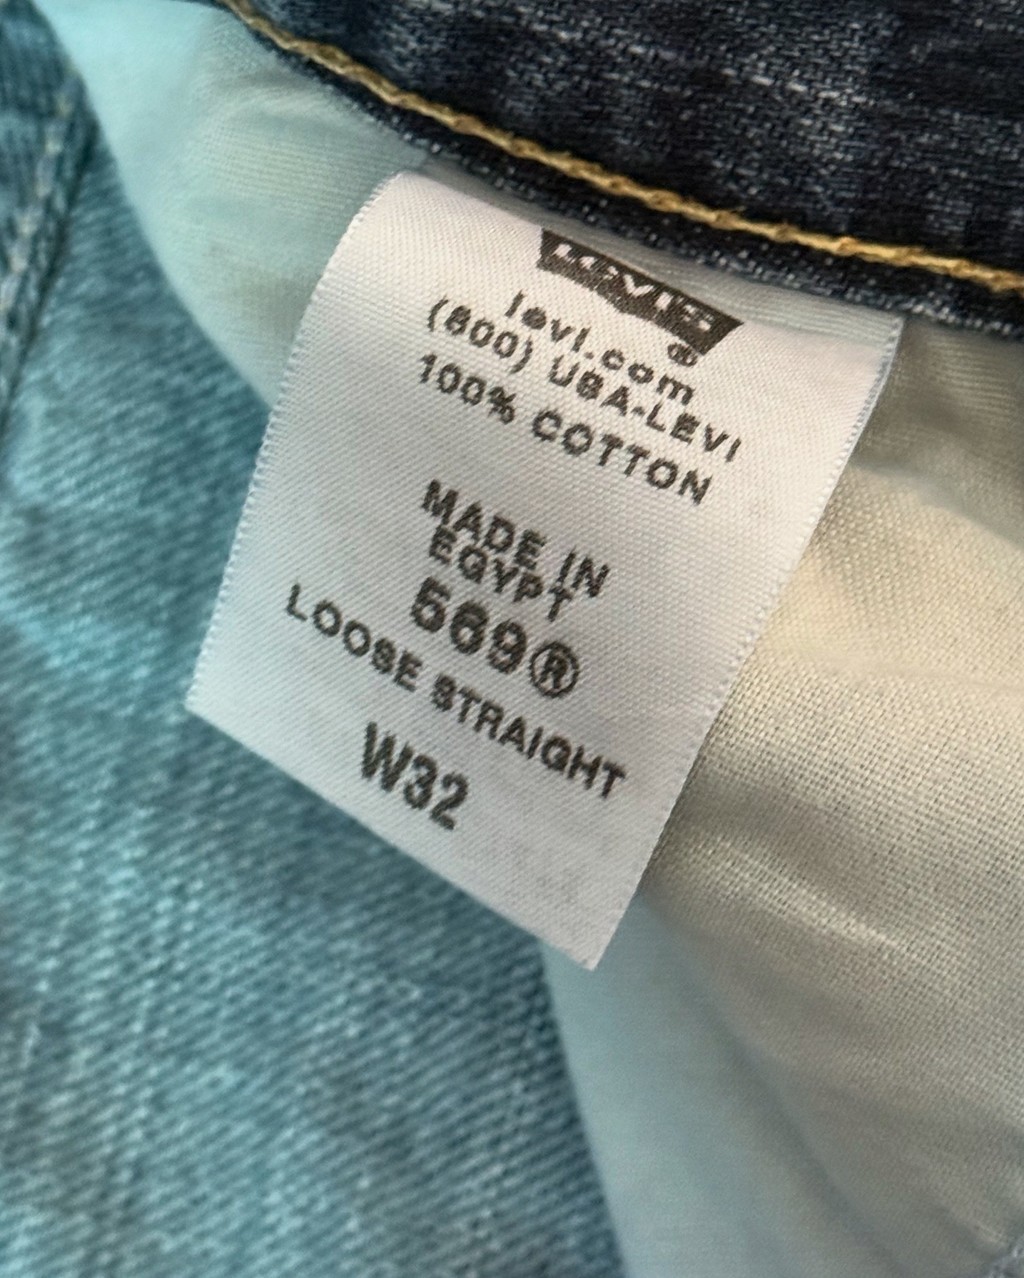 LEVI'S®
levi.com
(800) USA-LEVI
100% COTTON
MADE IN
EGYPT
569®
LOOSE STRAIGHT
W32